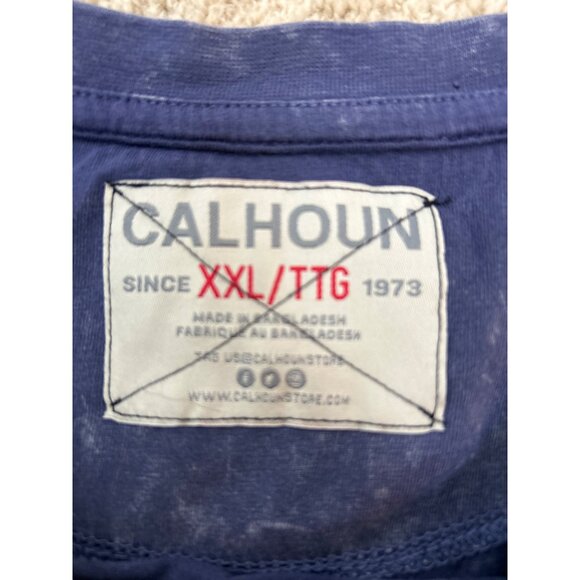 CALHOUN
SINCE XXL/TTG 1973
MADE IN BANGLADESH
FABRIQUE AU BANGLADESH
TAG US@CALHOUNSTORE
WWW.CALHOUNSTORE.COM